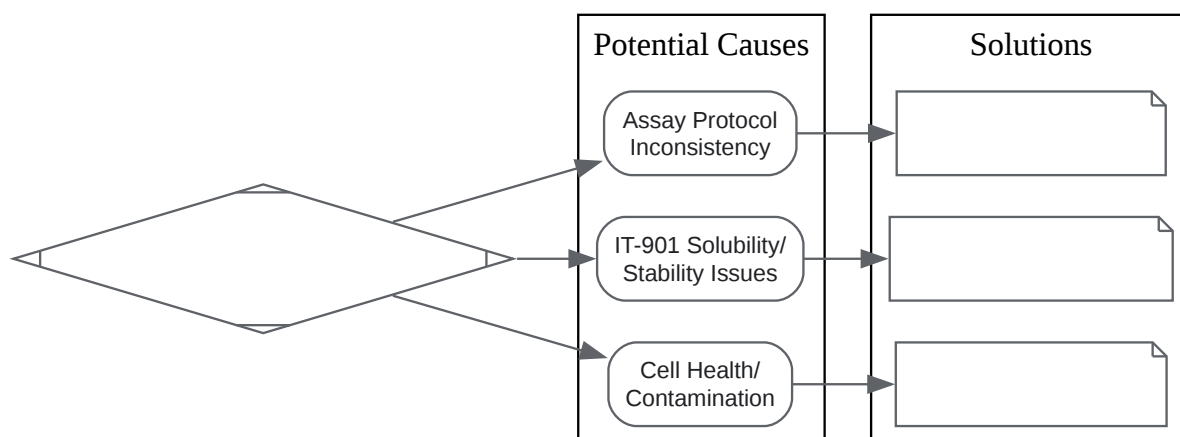 Potential Causes
Solutions
Assay Protocol
Inconsistency
IT-901 Solubility/
Stability Issues
Cell Health/
Contamination